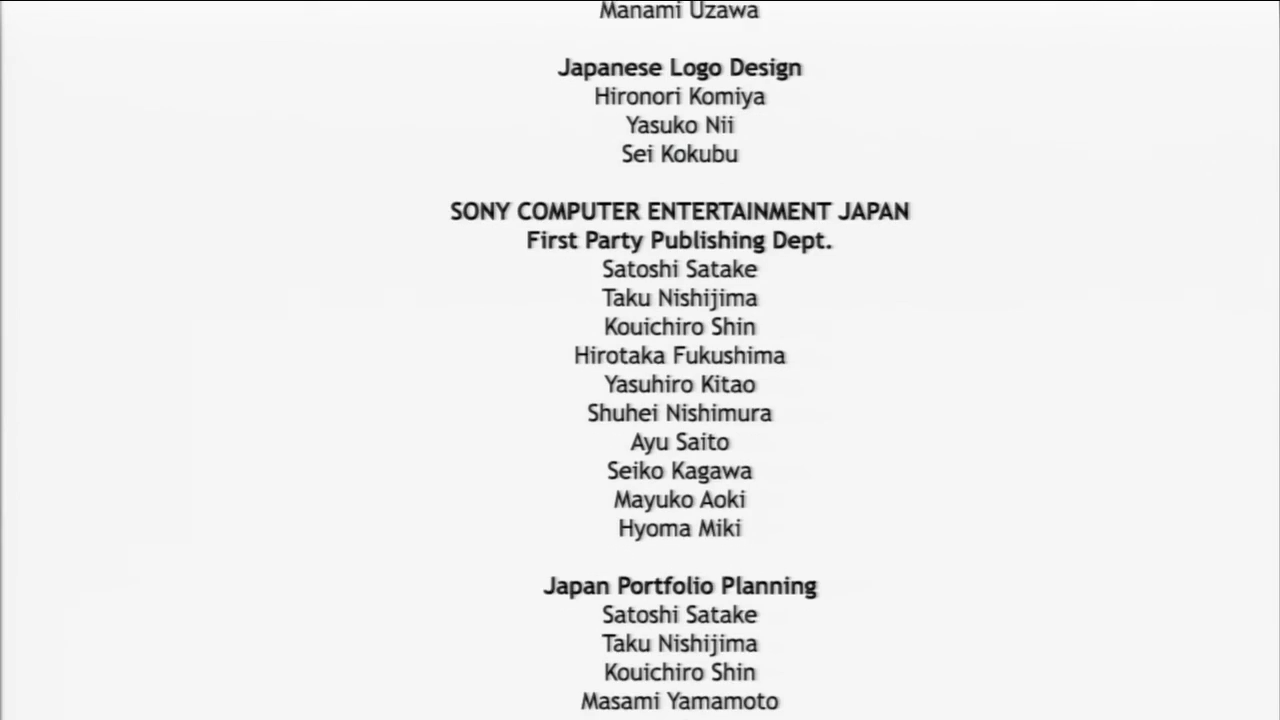 Manami Uzawa
Japanese Logo Design
Hironori Komiya
Yasuko Nii
Sei Kokubu
SONY COMPUTER ENTERTAINMENT JAPAN
First Party Publishing Dept.
Satoshi Satake
Taku Nishijima
Kouichiro Shin
Hirotaka Fukushima
Yasuhiro Kitao
Shuhei Nishimura
Ayu Saito
Seiko Kagawa
Mayuko Aoki
Hyoma Miki
Japan Portfolio Planning
Satoshi Satake
Taku Nishijima
Kouichiro Shin
Masami Yamamoto